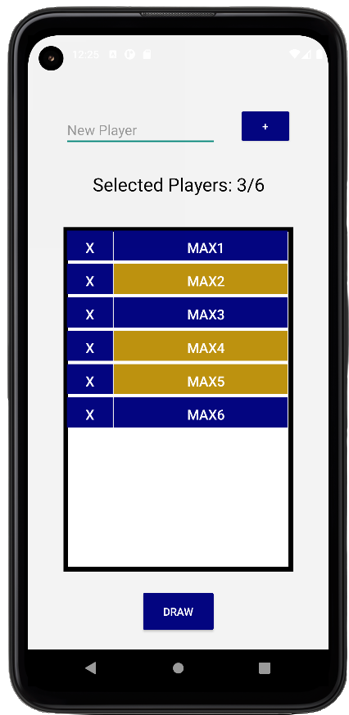 12:25
New Player
+
Selected Players: 3/6
X MAX1
X MAX2
X MAX3
X MAX4
X MAX5
X MAX6
DRAW